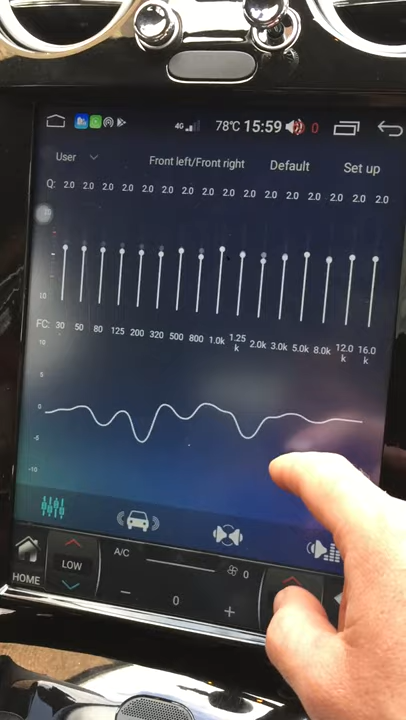 4G 78℃ 15:59 0
User Front left/Front right Default Set up
Q: 2.0 2.0 2.0 2.0 2.0 2.0 2.0 2.0 2.0 2.0 2.0 2.0 2.0 2.0 2.0 2.0
FC: 30 50 80 125 200 320 500 800 1.0k 1.25k 2.0k 3.0k 5.0k 8.0k 12.0k 16.0k
10
5
0
-5
-10
A/C 0
HOME LOW − 0 +